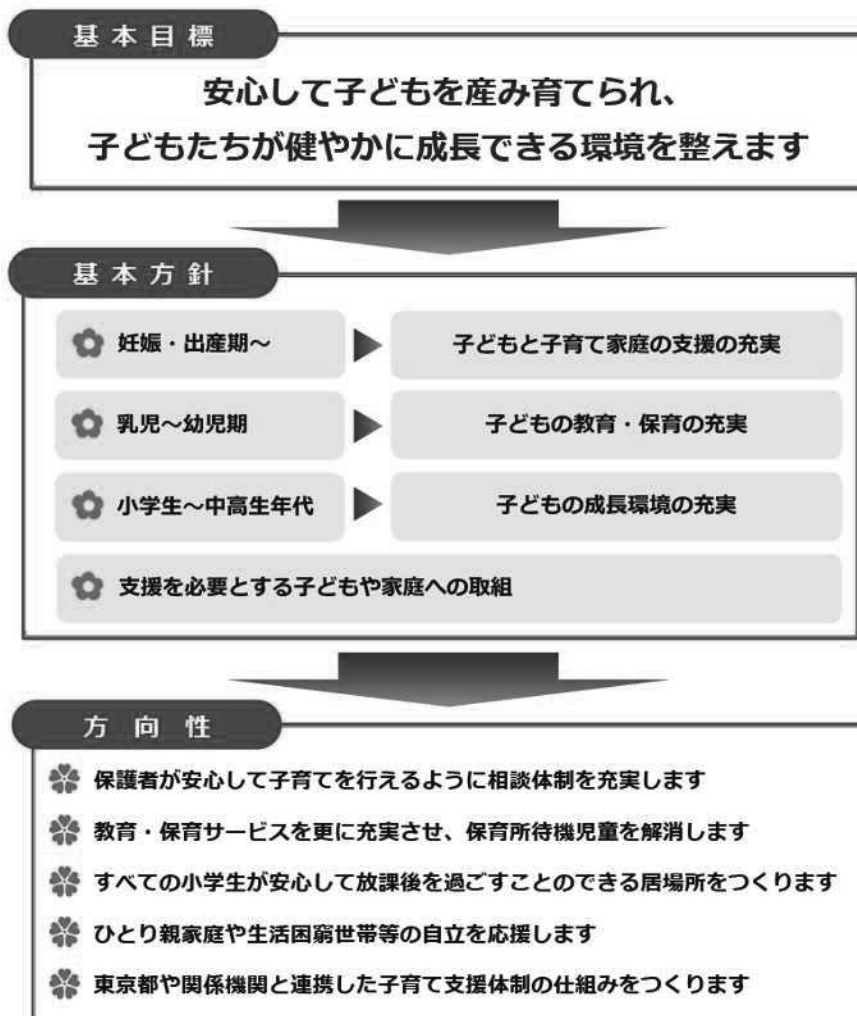 基本目標
安心して子どもを産み育てられ、
子どもたちが健やかに成長できる環境を整えます
基本方針
妊娠・出産期～
子どもと子育て家庭の支援の充実
乳児～幼児期
子どもの教育・保育の充実
小学生～中高生年代
子どもの成長環境の充実
支援を必要とする子どもや家庭への取組
方向性
保護者が安心して子育てを行えるように相談体制を充実します
教育・保育サービスを更に充実させ、保育所待機児童を解消します
すべての小学生が安心して放課後を過ごすことのできる居場所をつくります
ひとり親家庭や生活困窮世帯等の自立を応援します
東京都や関係機関と連携した子育て支援体制の仕組みをつくります